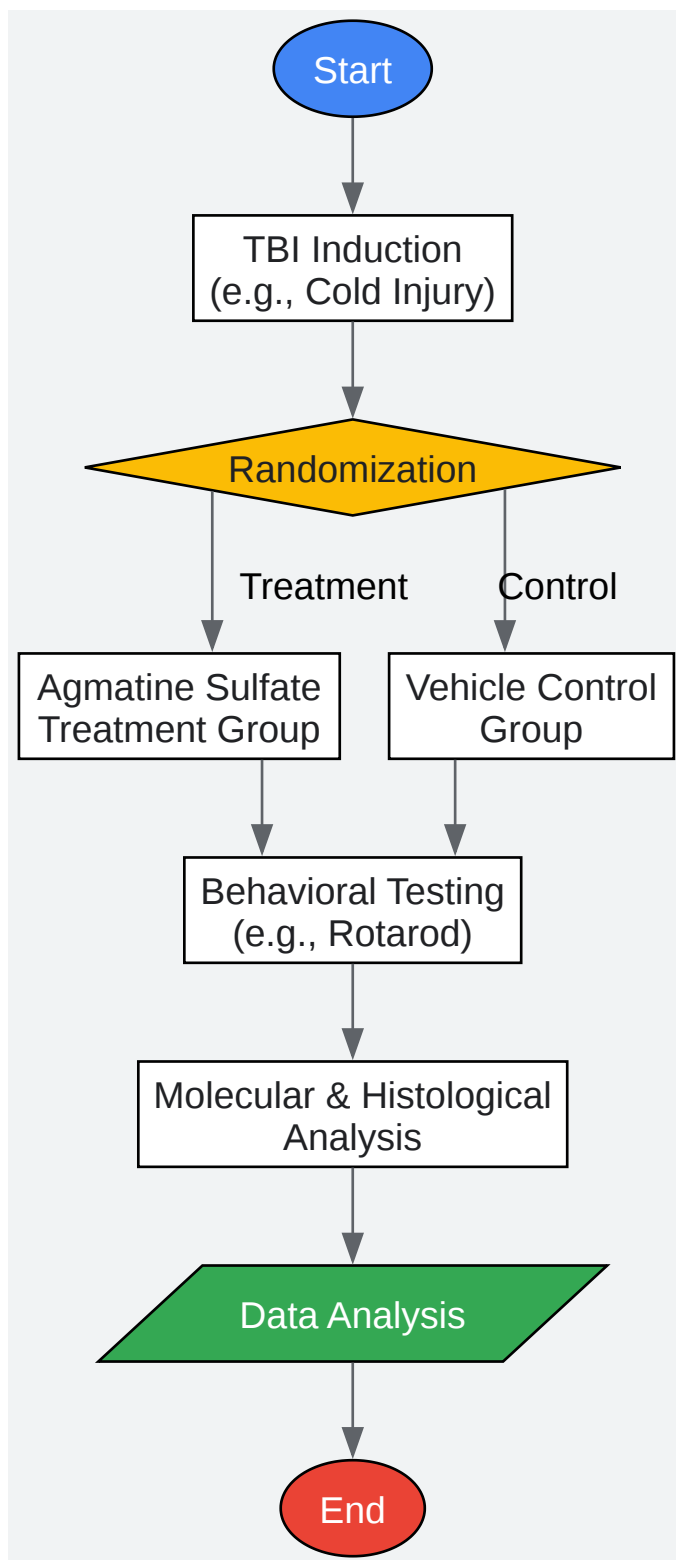 Start
TBI Induction
(e.g., Cold Injury)
Randomization
Treatment
Control
Agmatine Sulfate
Treatment Group
Vehicle Control
Group
Behavioral Testing
(e.g., Rotarod)
Molecular & Histological
Analysis
Data Analysis
End